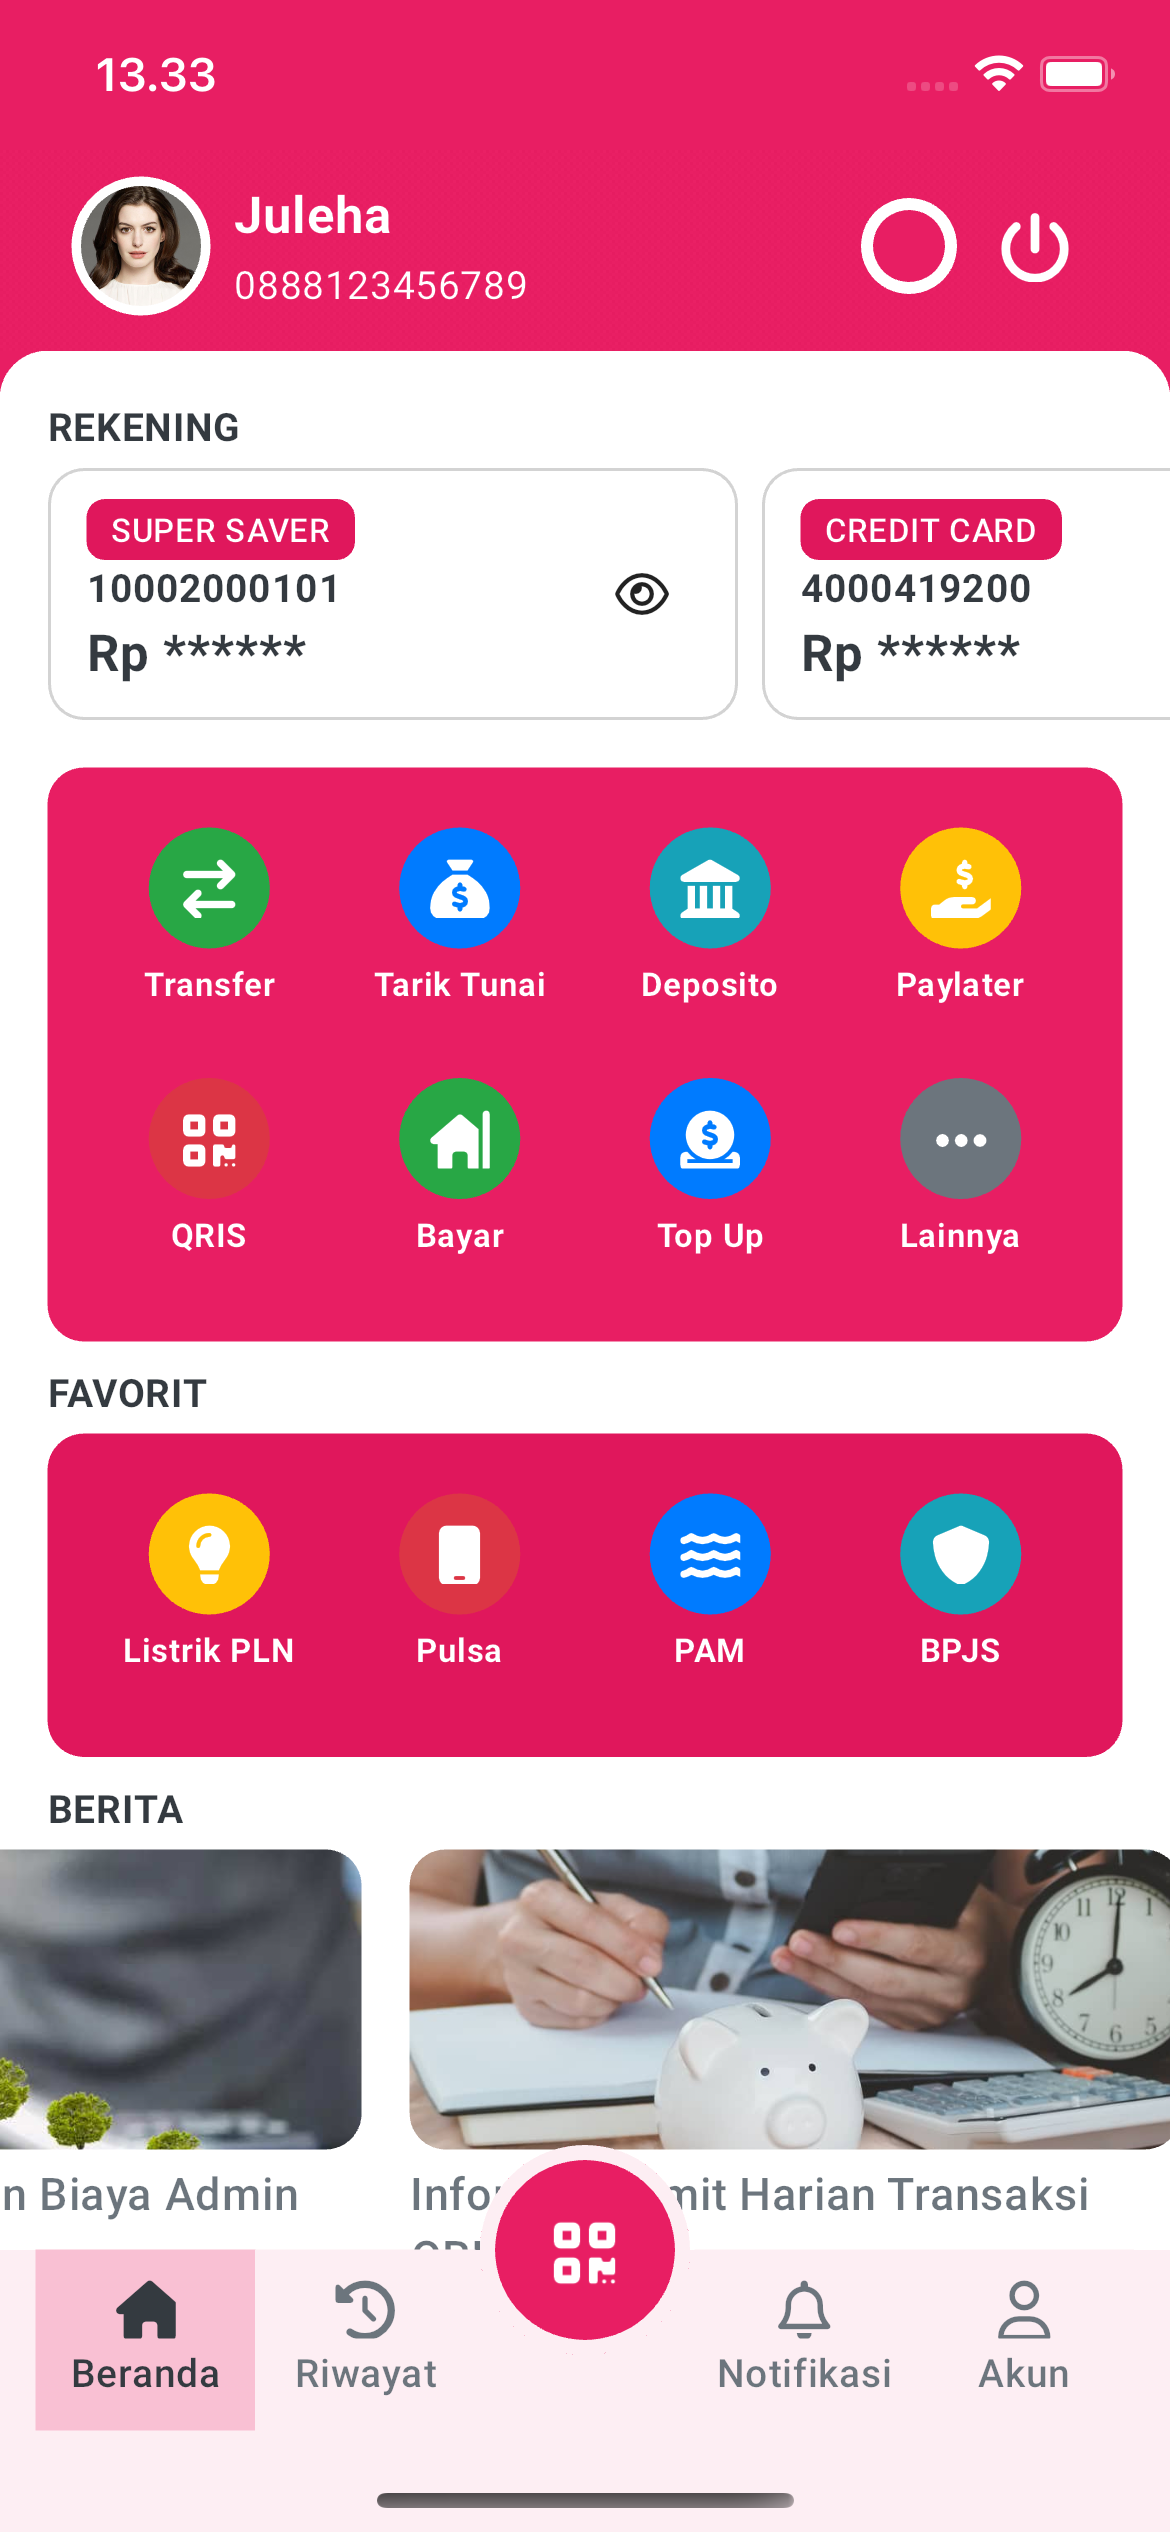 13.33
Juleha
0888123456789
REKENING
SUPER SAVER
10002000101
Rp ******
CREDIT CARD
4000419200
Rp ******
Transfer
Tarik Tunai
Deposito
Paylater
QRIS
Bayar
Top Up
Lainnya
FAVORIT
Listrik PLN
Pulsa
PAM
BPJS
BERITA
n Biaya Admin
Infor mit Harian Transaksi
Beranda
Riwayat
Notifikasi
Akun